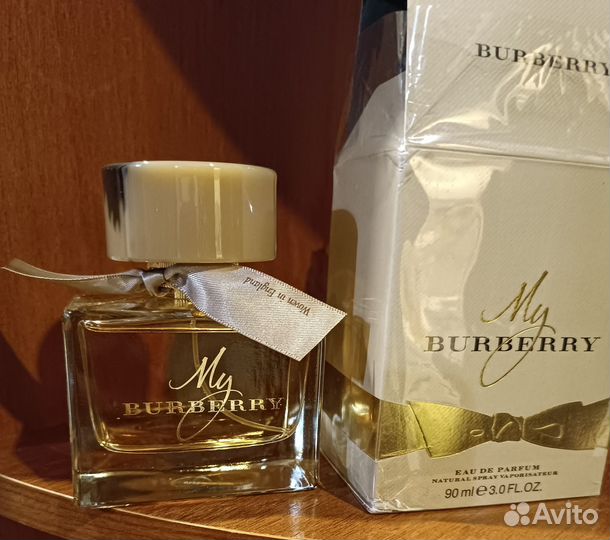 BURBERRY
Woven in England
My
BURBERRY
My
BURBERRY
EAU DE PARFUM
NATURAL SPRAY VAPORISATEUR
90 ml e 3.0 FL.OZ.
Avito